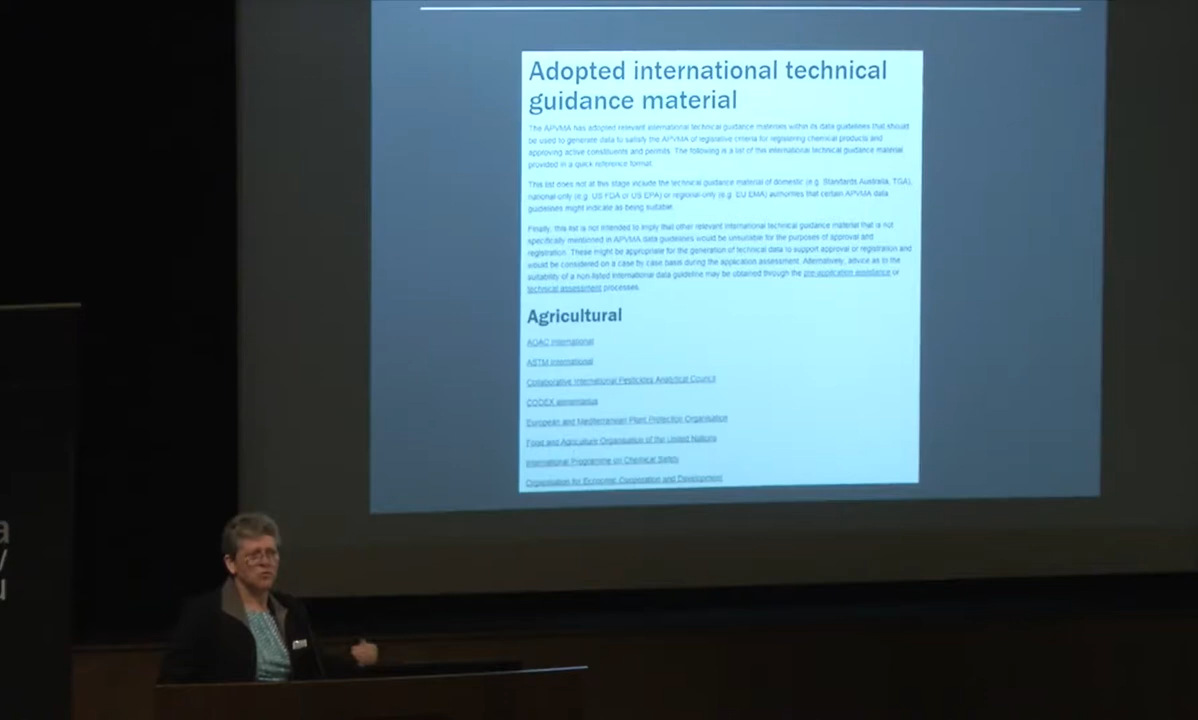 Adopted international technical
guidance material
The APVMA has adopted relevant international technical guidance materials within its data guidelines that should
be used to generate data to satisfy the APVMA of legislative criteria for registering chemical products and
approving active constituents and permits. The following is a list of this international technical guidance material
provided in a quick reference format.
This list does not at this stage include the technical guidance material of domestic (e.g. Standards Australia, TGA),
national-only (e.g. US FDA or US EPA) or regional-only (e.g. EU EMA) authorities that certain APVMA data
guidelines might indicate as being suitable.
Finally, this list is not intended to imply that other relevant international technical guidance material that is not
specifically mentioned in APVMA data guidelines would be unsuitable for the purposes of approval and
registration. These might be appropriate for the generation of technical data to support approval or registration and
would be considered on a case by case basis during the application assessment. Alternatively, advice as to the
suitability of a non-listed international data guideline may be obtained through the pre-application assistance or
technical assessment processes.
Agricultural
AOAC International
ASTM International
Collaborative International Pesticides Analytical Council
CODEX alimentarius
European and Mediterranean Plant Protection Organisation
Food and Agriculture Organisation of the United Nations
International Programme on Chemical Safety
Organisation for Economic Cooperation and Development
a
/
u